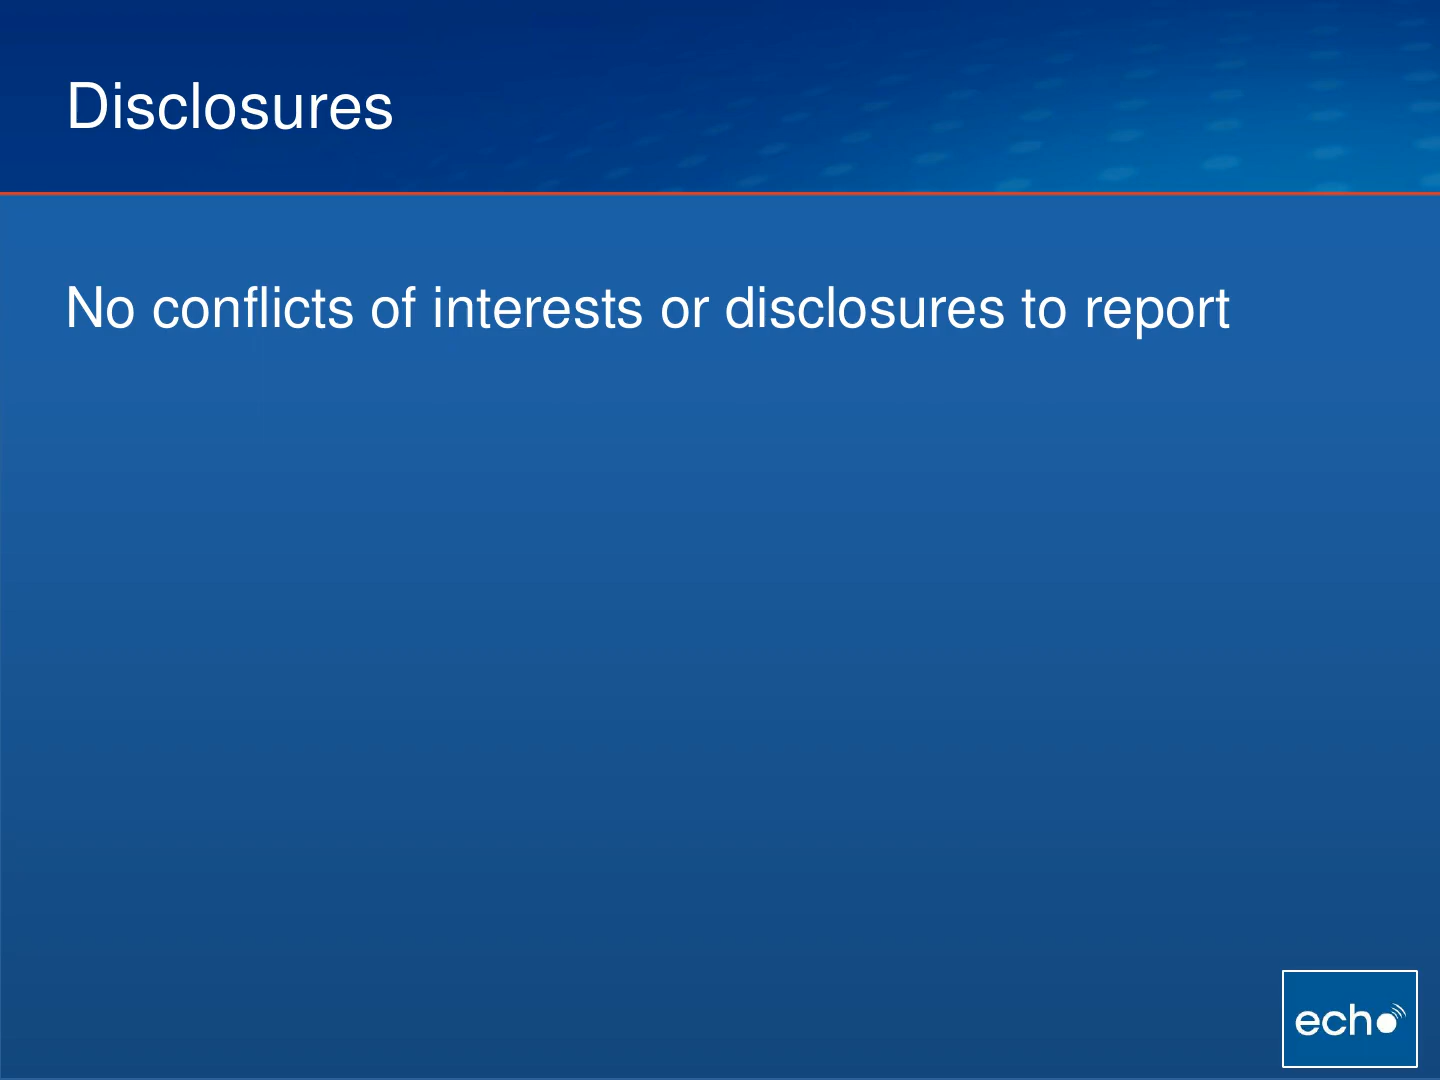 Disclosures
No conflicts of interests or disclosures to report
echo